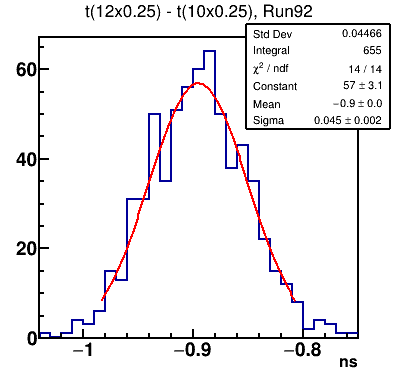 t(12x0.25) - t(10x0.25), Run92
Std Dev 0.04466
Integral 655
χ² / ndf 14 / 14
Constant 57 ± 3.1
Mean −0.9 ± 0.0
Sigma 0.045 ± 0.002
60
40
20
0
−1 −0.9 −0.8
ns